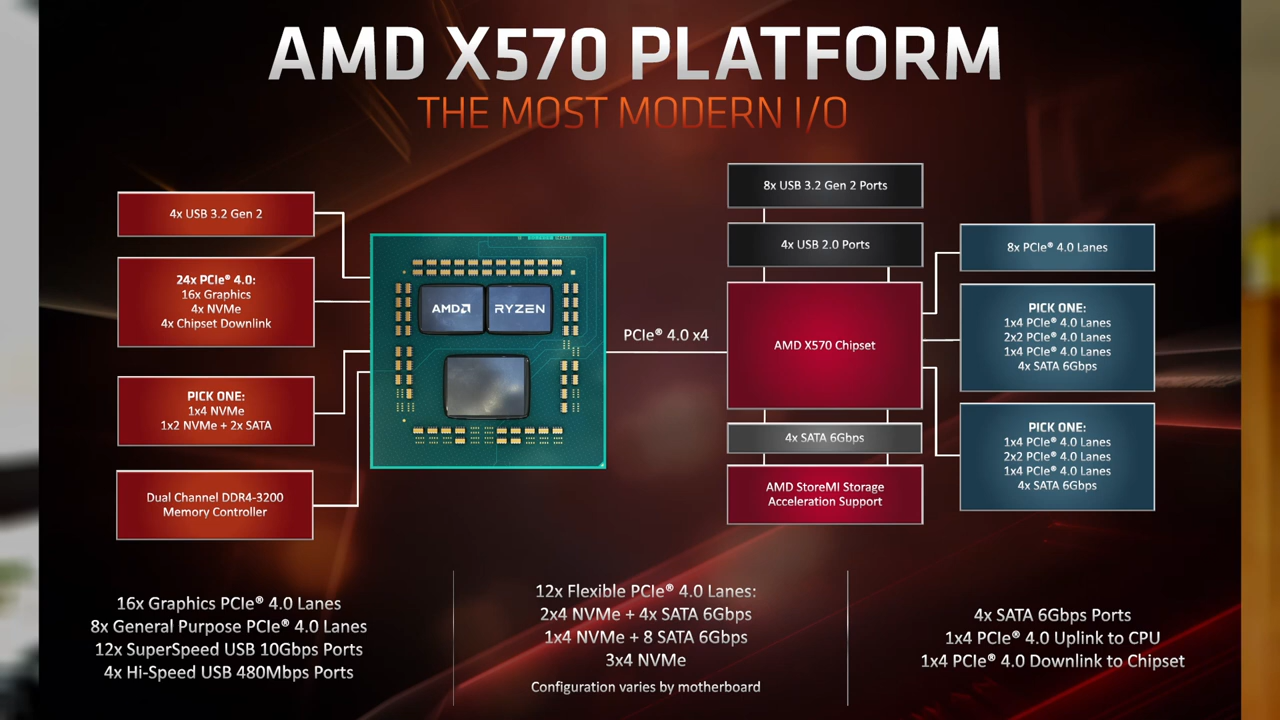 AMD X570 PLATFORM
THE MOST MODERN I/O
4x USB 3.2 Gen 2
24x PCIe® 4.0:
16x Graphics
4x NVMe
4x Chipset Downlink
PICK ONE:
1x4 NVMe
1x2 NVMe + 2x SATA
Dual Channel DDR4-3200
Memory Controller
AMD
RYZEN
PCIe® 4.0 x4
8x USB 3.2 Gen 2 Ports
4x USB 2.0 Ports
AMD X570 Chipset
4x SATA 6Gbps
AMD StoreMI Storage
Acceleration Support
8x PCIe® 4.0 Lanes
PICK ONE:
1x4 PCIe® 4.0 Lanes
2x2 PCIe® 4.0 Lanes
1x4 PCIe® 4.0 Lanes
4x SATA 6Gbps
PICK ONE:
1x4 PCIe® 4.0 Lanes
2x2 PCIe® 4.0 Lanes
1x4 PCIe® 4.0 Lanes
4x SATA 6Gbps
16x Graphics PCIe® 4.0 Lanes
8x General Purpose PCIe® 4.0 Lanes
12x SuperSpeed USB 10Gbps Ports
4x Hi-Speed USB 480Mbps Ports
12x Flexible PCIe® 4.0 Lanes:
2x4 NVMe + 4x SATA 6Gbps
1x4 NVMe + 8 SATA 6Gbps
3x4 NVMe
Configuration varies by motherboard
4x SATA 6Gbps Ports
1x4 PCIe® 4.0 Uplink to CPU
1x4 PCIe® 4.0 Downlink to Chipset